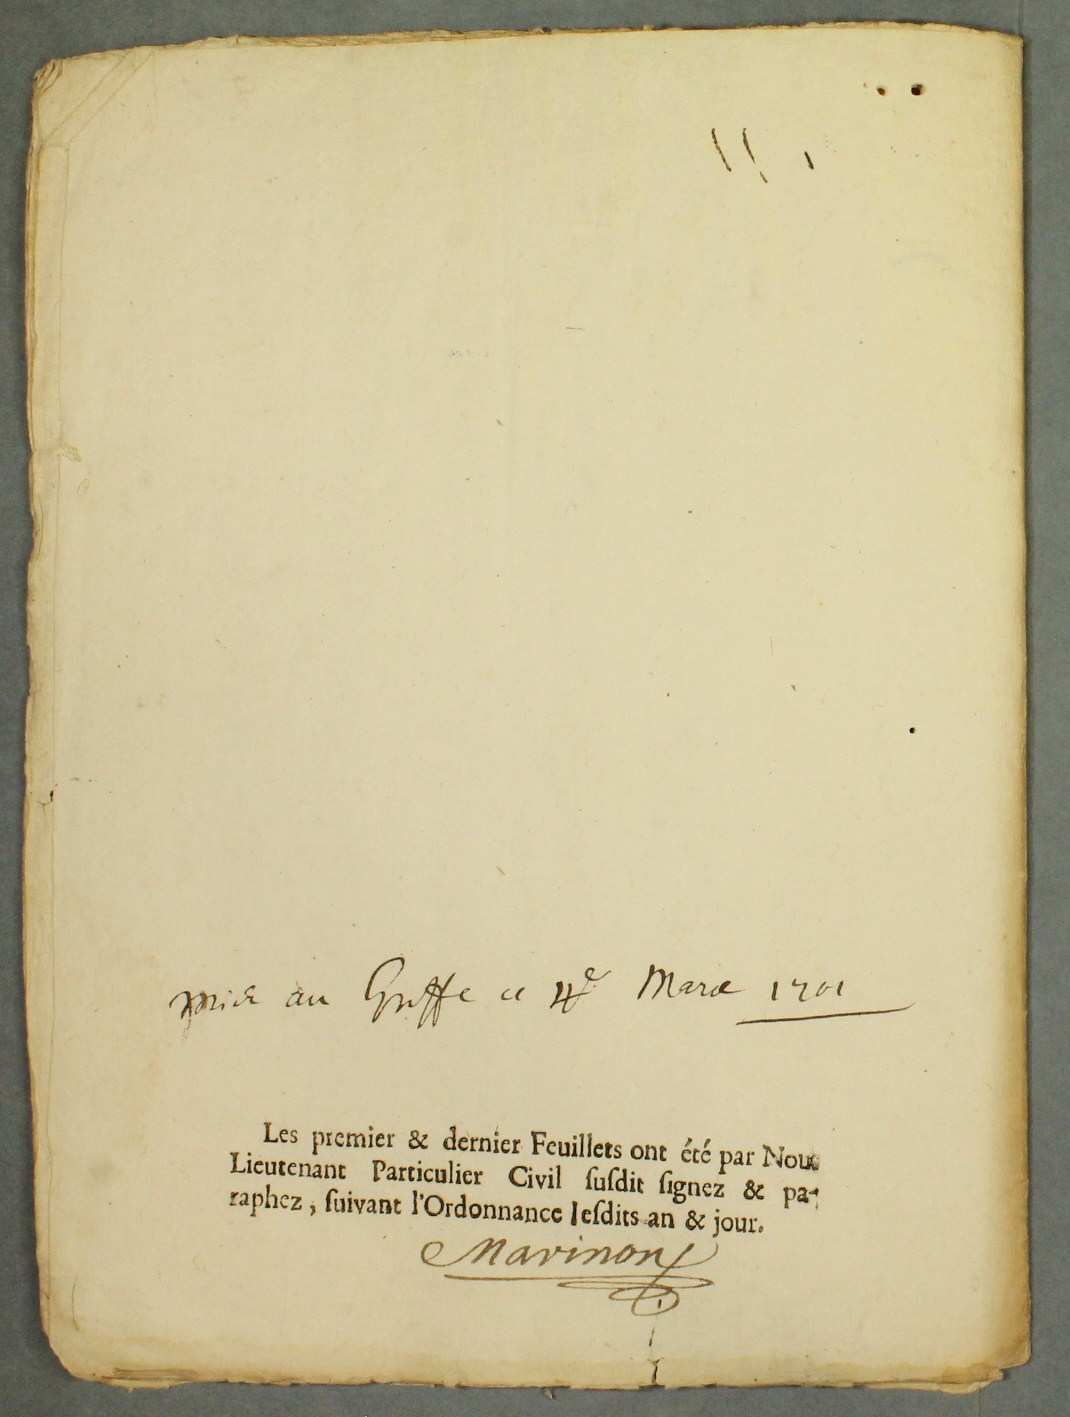 mis au Greffe ce 4e Mars 1701
Les premier & dernier Feuillets ont été par Nous
Lieutenant Particulier Civil ſuſdit ſignez & pa-
raphez, ſuivant l'Ordonnance leſdits an & jour.
Marinon